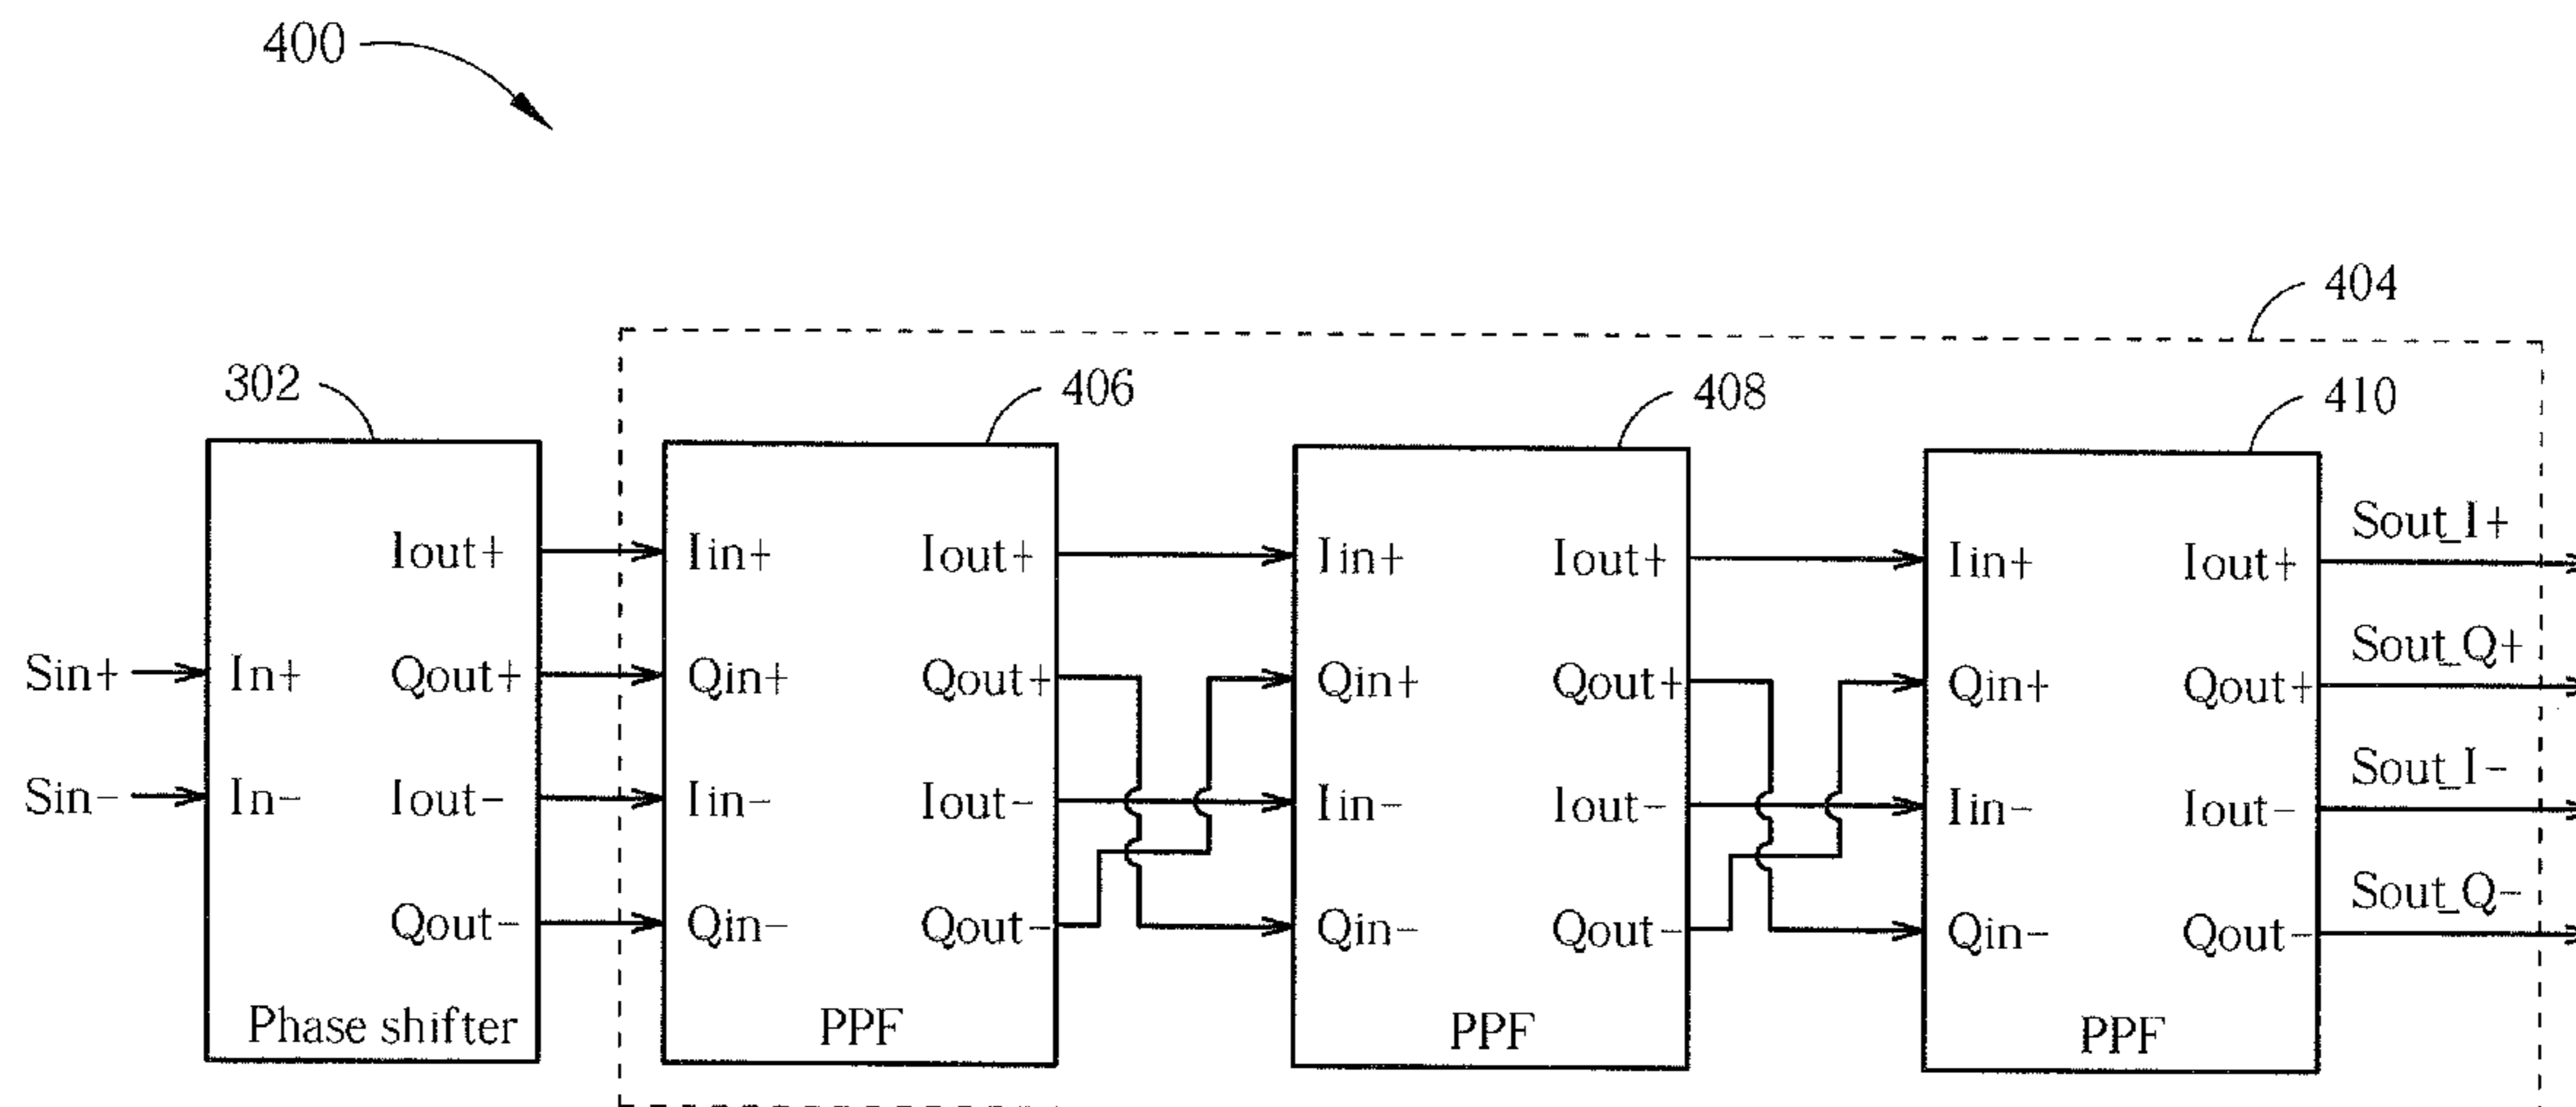 400
404
302
406
408
410
Sin+
Sin-
In+
In-
Iout+
Qout+
Iout-
Qout-
Phase shifter
Iin+
Qin+
Iin-
Qin-
Iout+
Qout+
Iout-
Qout-
PPF
Iin+
Qin+
Iin-
Qin-
Iout+
Qout+
Iout-
Qout-
PPF
Iin+
Qin+
Iin-
Qin-
Iout+
Qout+
Iout-
Qout-
PPF
Sout_I+
Sout_Q+
Sout_I-
Sout_Q-